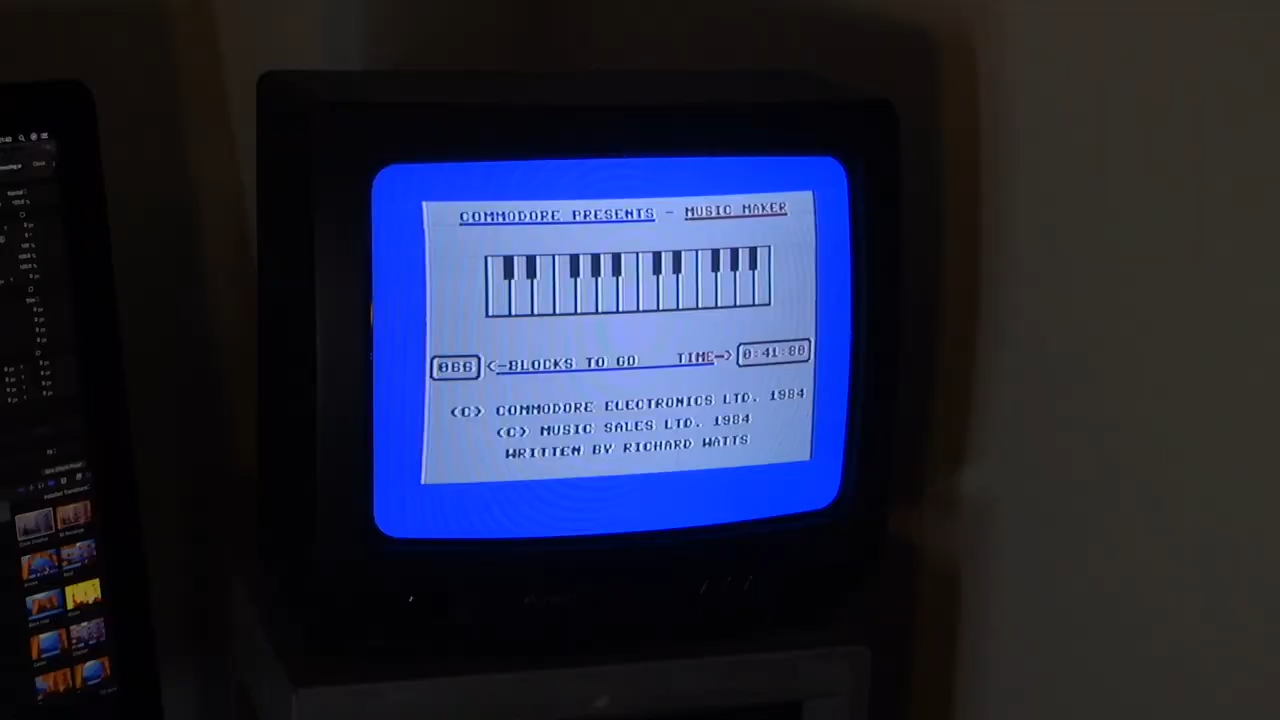 COMMODORE PRESENTS - MUSIC MAKER
066 <-BLOCKS TO GO TIME-> 0:41:80
(C) COMMODORE ELECTRONICS LTD. 1984
(C) MUSIC SALES LTD. 1984
WRITTEN BY RICHARD WATTS